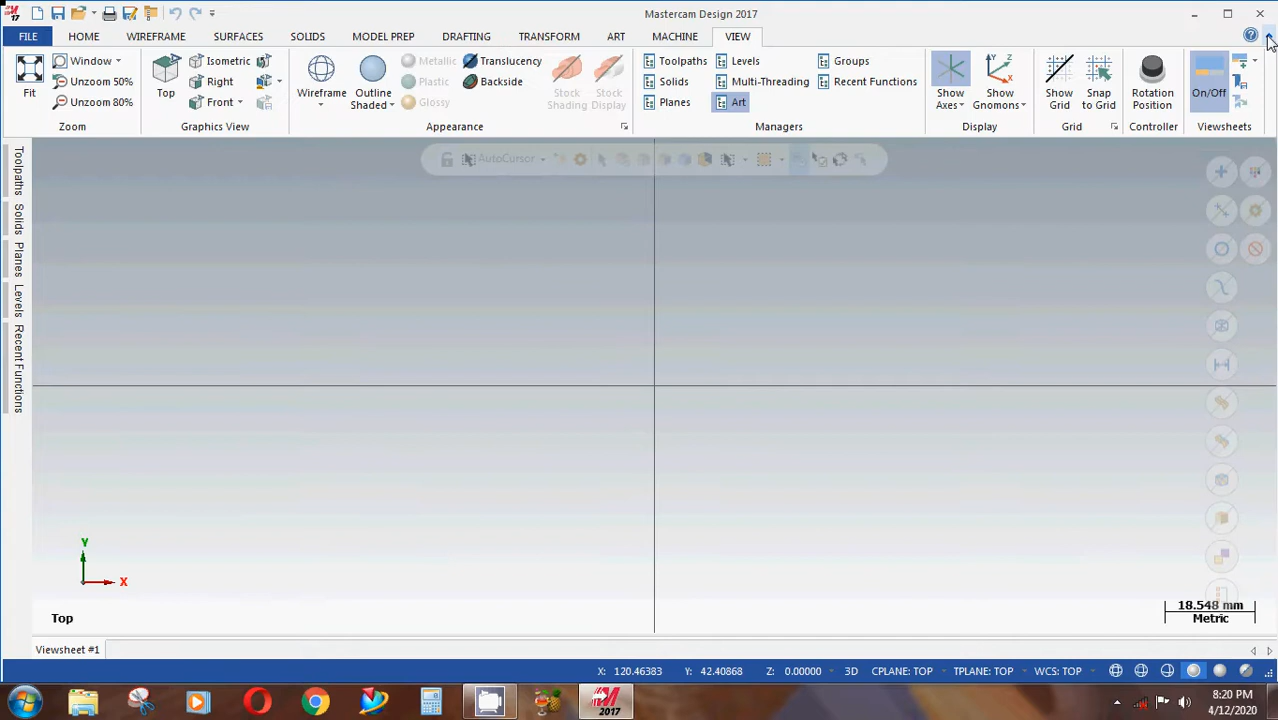 17
Mastercam Design 2017
FILE HOME WIREFRAME SURFACES SOLIDS MODEL PREP DRAFTING TRANSFORM ART MACHINE VIEW
Fit
Window
Unzoom 50%
Unzoom 80%
Zoom
Top
Isometric
Right
Front
Graphics View
Wireframe
Outline
Shaded
Metallic
Plastic
Glossy
Translucency
Backside
Stock
Shading
Stock
Display
Appearance
Toolpaths
Solids
Planes
Levels
Multi-Threading
Art
Groups
Recent Functions
Managers
Show
Axes
Show
Gnomons
Display
Show
Grid
Snap
to Grid
Grid
Rotation
Position
Controller
On/Off
Viewsheets
AutoCursor
Toolpaths
Solids
Planes
Levels
Recent Functions
Y
X
Top
18.548 mm
Metric
Viewsheet #1
X: 120.46383 Y: 42.40868 Z: 0.00000 3D CPLANE: TOP TPLANE: TOP WCS: TOP
2017
8:20 PM
4/12/2020